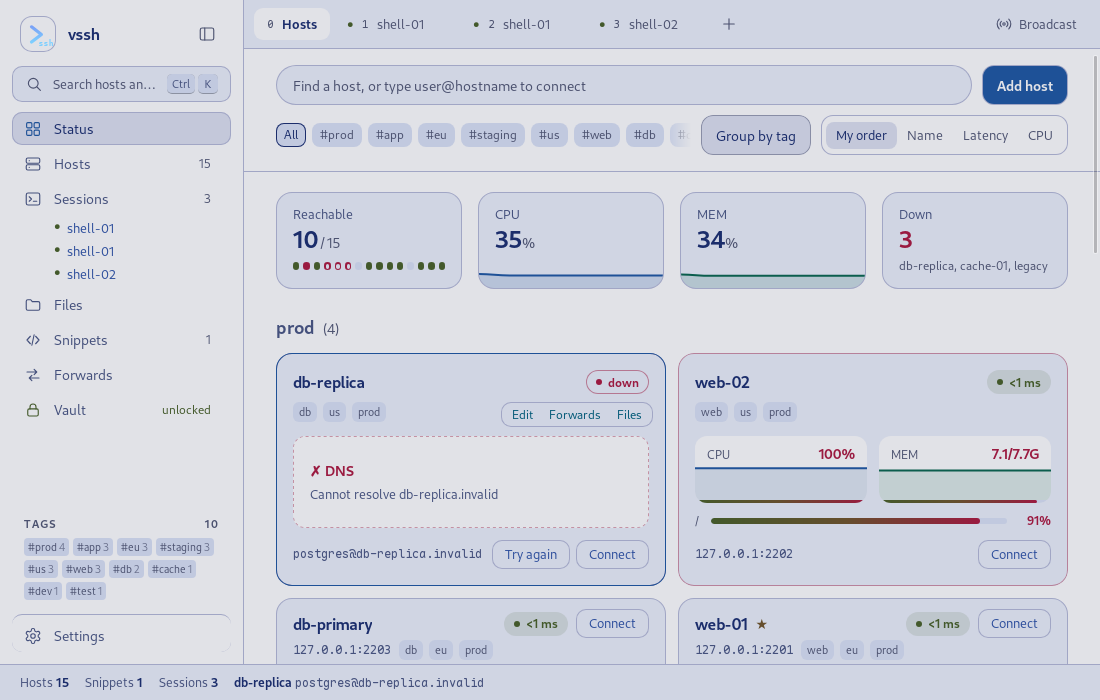 ssh
vssh
Search hosts an... Ctrl K
Status
Hosts 15
Sessions 3
shell-01
shell-01
shell-02
Files
Snippets 1
Forwards
Vault unlocked
TAGS 10
#prod 4 #app 3 #eu 3 #staging 3
#us 3 #web 3 #db 2 #cache 1
#dev 1 #test 1
Settings
0 Hosts 1 shell-01 2 shell-01 3 shell-02 + Broadcast
Find a host, or type user@hostname to connect Add host
All #prod #app #eu #staging #us #web #db Group by tag My order Name Latency CPU
Reachable
10 / 15
CPU
35%
MEM
34%
Down
3
db-replica, cache-01, legacy
prod (4)
db-replica down
db us prod Edit Forwards Files
✗ DNS
Cannot resolve db-replica.invalid
postgres@db-replica.invalid Try again Connect
web-02 <1 ms
web us prod
CPU 100% MEM 7.1/7.7G
/ 91%
127.0.0.1:2202 Connect
db-primary <1 ms Connect
127.0.0.1:2203 db eu prod
web-01 ★ <1 ms Connect
127.0.0.1:2201 web eu prod
Hosts 15 Snippets 1 Sessions 3 db-replica postgres@db-replica.invalid